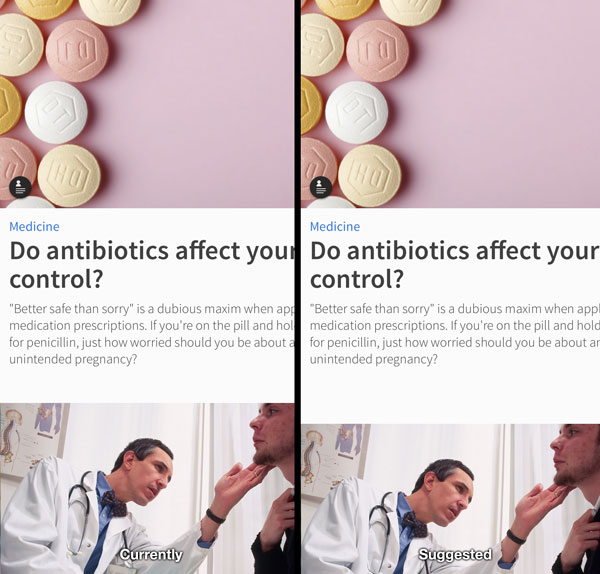 Medicine
Do antibiotics affect your
control?
"Better safe than sorry" is a dubious maxim when app
medication prescriptions. If you're on the pill and hol
for penicillin, just how worried should you be about a
unintended pregnancy?
Currently
Medicine
Do antibiotics affect your
control?
"Better safe than sorry" is a dubious maxim when appl
medication prescriptions. If you're on the pill and hold
for penicillin, just how worried should you be about an
unintended pregnancy?
Suggested